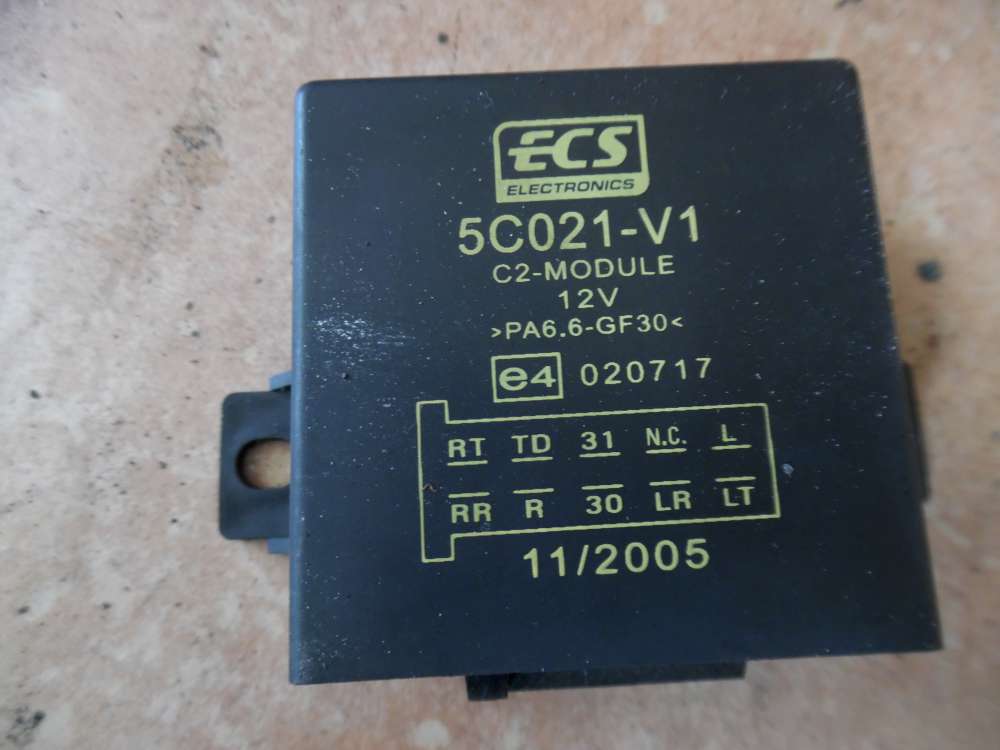 ECS
ELECTRONICS
5C021-V1
C2-MODULE
12V
>PA6.6-GF30<
e4 020717
RT TD 31 N.C. L
RR R 30 LR LT
11/2005